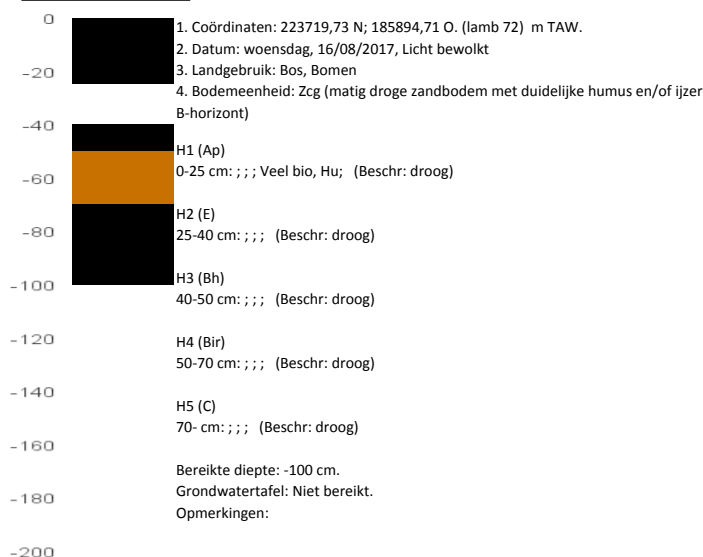 0
-20
-40
-60
-80
-100
-120
-140
-160
-180
-200
1. Coördinaten: 223719,73 N; 185894,71 O. (lamb 72)  m TAW.
2. Datum: woensdag, 16/08/2017, Licht bewolkt
3. Landgebruik: Bos, Bomen
4. Bodemeenheid: Zcg (matig droge zandbodem met duidelijke humus en/of ijzer
B-horizont)
H1 (Ap)
0-25 cm: ; ; ; Veel bio, Hu;   (Beschr: droog)
H2 (E)
25-40 cm: ; ; ;   (Beschr: droog)
H3 (Bh)
40-50 cm: ; ; ;   (Beschr: droog)
H4 (Bir)
50-70 cm: ; ; ;   (Beschr: droog)
H5 (C)
70- cm: ; ; ;   (Beschr: droog)
Bereikte diepte: -100 cm.
Grondwatertafel: Niet bereikt.
Opmerkingen: